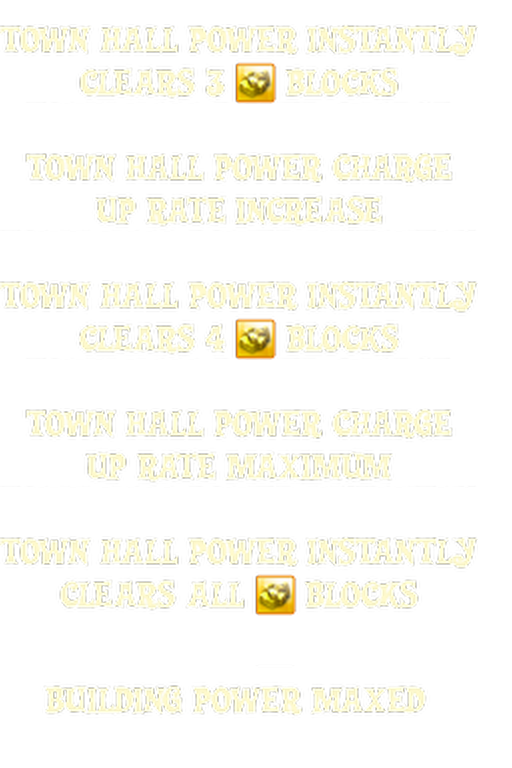 TOWN HALL POWER INSTANTLY
CLEARS 3 BLOCKS
TOWN HALL POWER CHARGE
UP RATE INCREASE
TOWN HALL POWER INSTANTLY
CLEARS 4 BLOCKS
TOWN HALL POWER CHARGE
UP RATE MAXIMUM
TOWN HALL POWER INSTANTLY
CLEARS ALL BLOCKS
BUILDING POWER MAXED